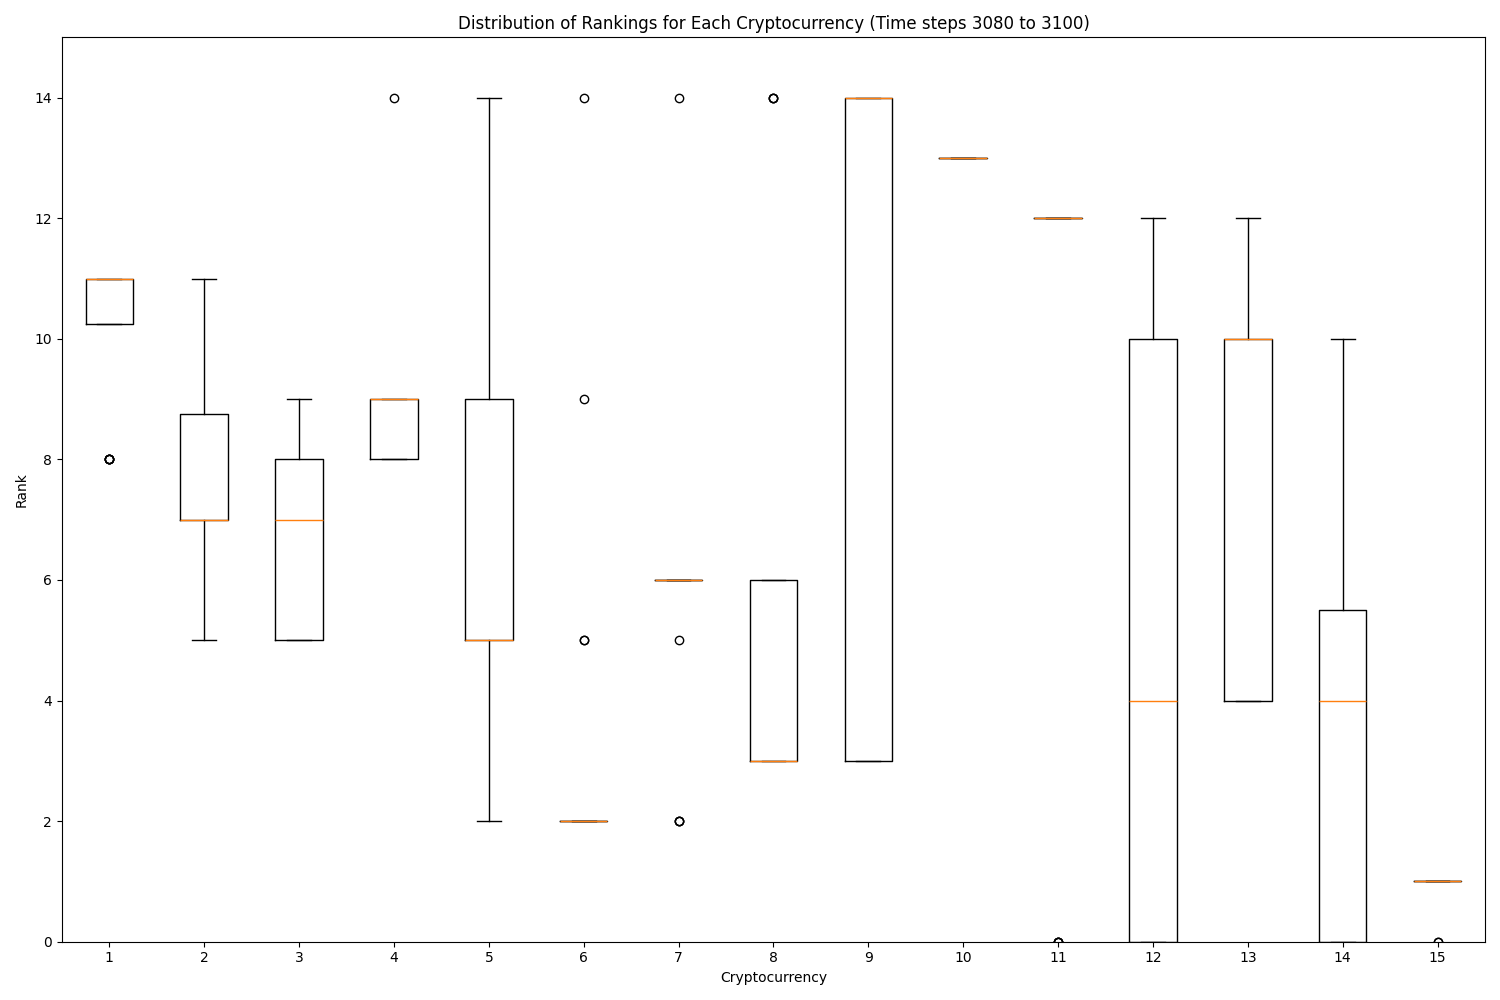 Distribution of Rankings for Each Cryptocurrency (Time steps 3080 to 3100)
Rank
14
12
10
8
6
4
2
0
1 2 3 4 5 6 7 8 9 10 11 12 13 14 15
Cryptocurrency